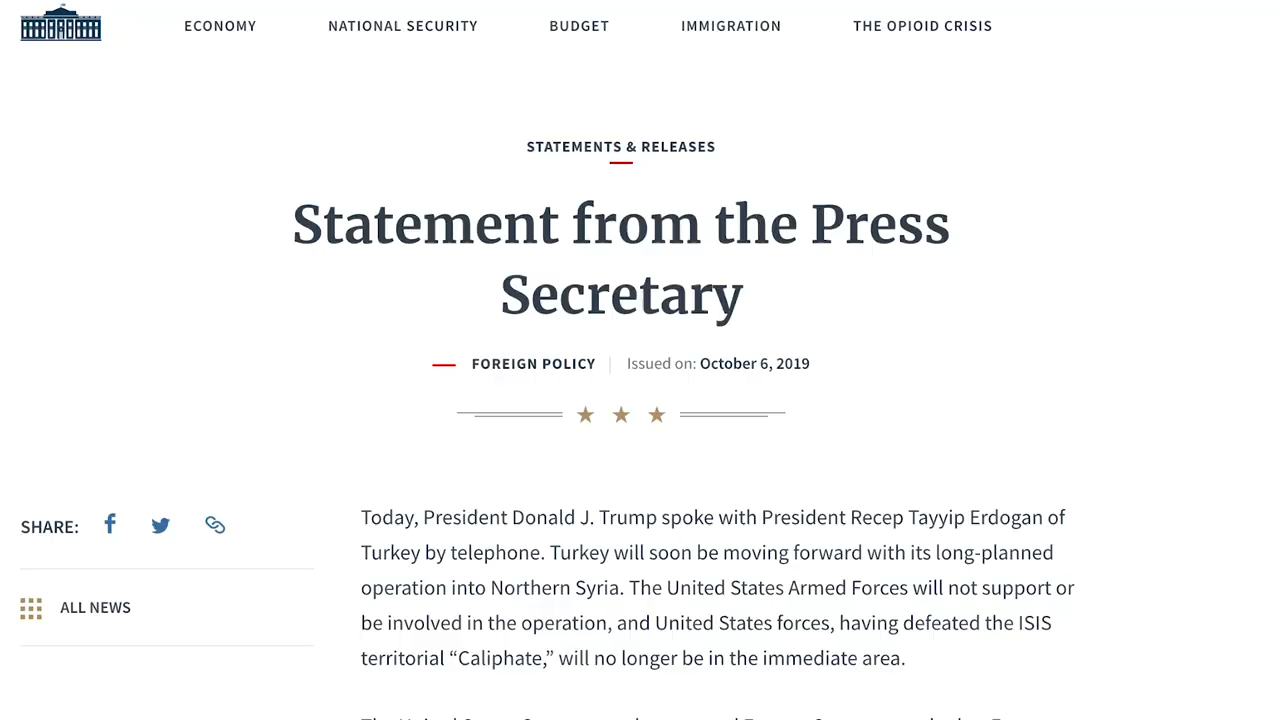 ECONOMY NATIONAL SECURITY BUDGET IMMIGRATION THE OPIOID CRISIS
STATEMENTS & RELEASES
Statement from the Press
Secretary
FOREIGN POLICY Issued on: October 6, 2019
SHARE:
ALL NEWS
Today, President Donald J. Trump spoke with President Recep Tayyip Erdogan of
Turkey by telephone. Turkey will soon be moving forward with its long-planned
operation into Northern Syria. The United States Armed Forces will not support or
be involved in the operation, and United States forces, having defeated the ISIS
territorial “Caliphate,” will no longer be in the immediate area.